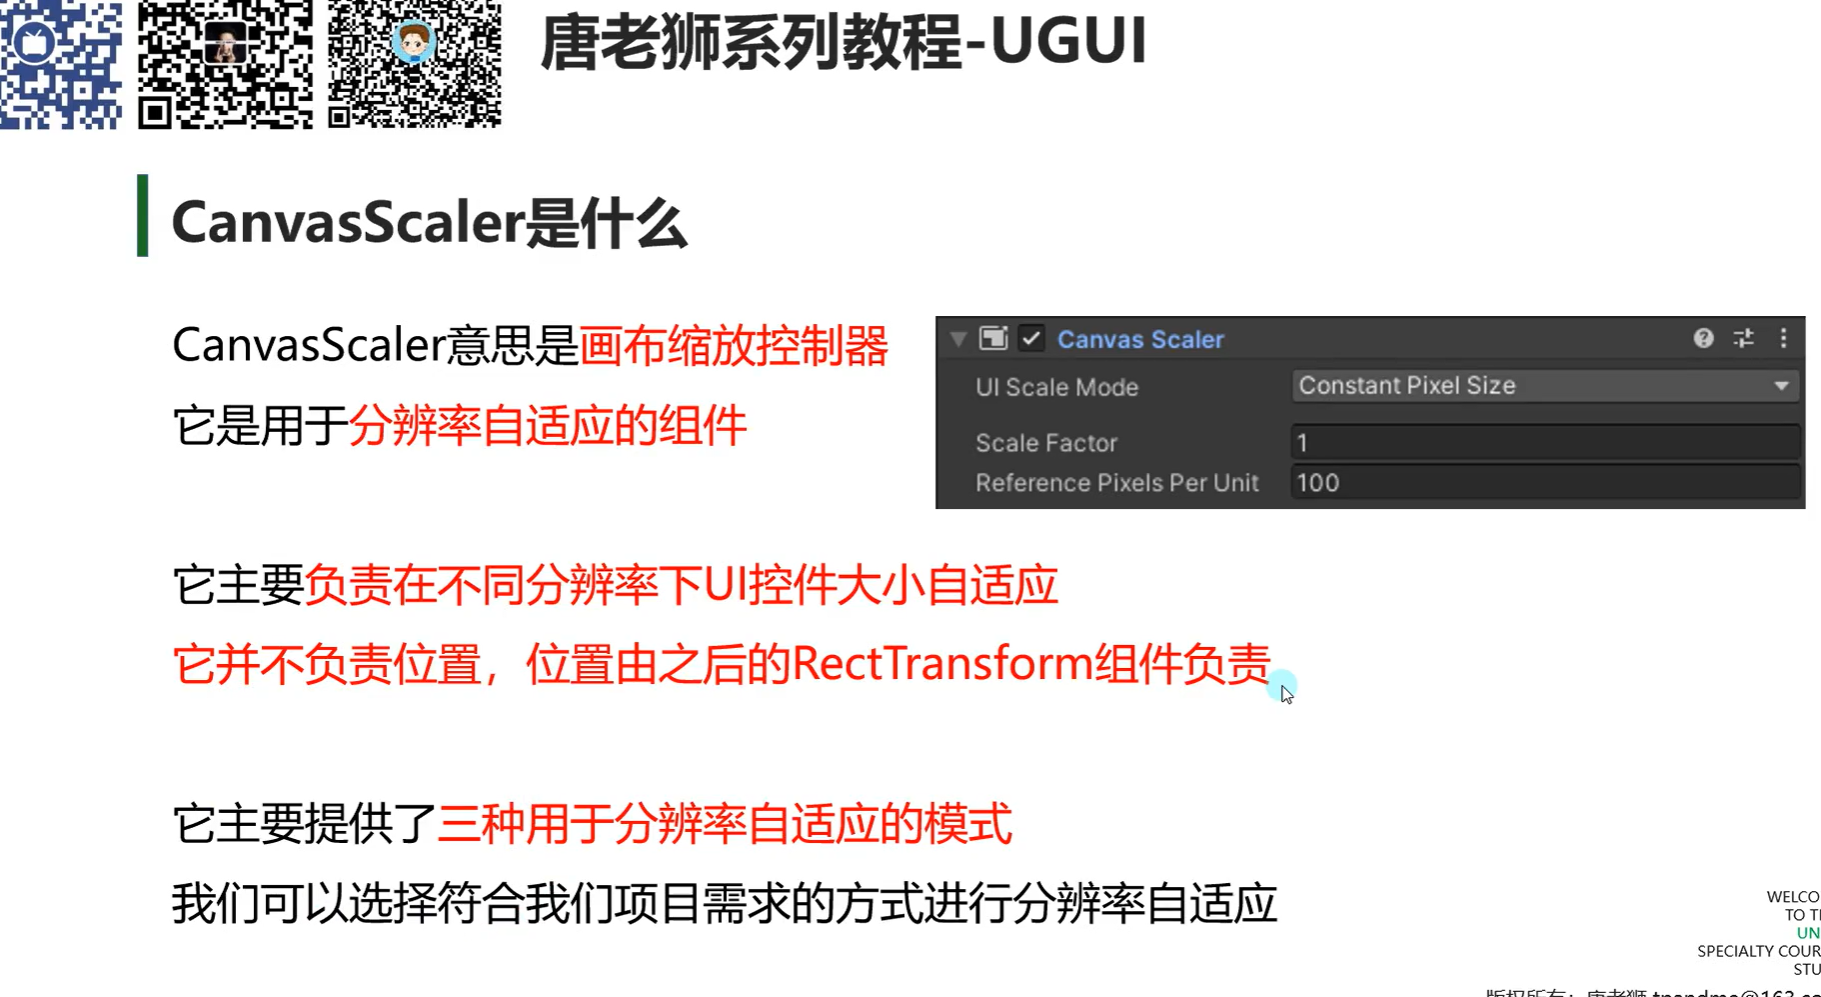 唐老狮系列教程-UGUI
CanvasScaler是什么
CanvasScaler意思是画布缩放控制器
它是用于分辨率自适应的组件
Canvas Scaler
UI Scale Mode Constant Pixel Size
Scale Factor 1
Reference Pixels Per Unit 100
它主要负责在不同分辨率下UI控件大小自适应
它并不负责位置，位置由之后的RectTransform组件负责
它主要提供了三种用于分辨率自适应的模式
我们可以选择符合我们项目需求的方式进行分辨率自适应
WELCO
TO
UN
SPECIALTY COUR
STU
版权所有：唐老狮